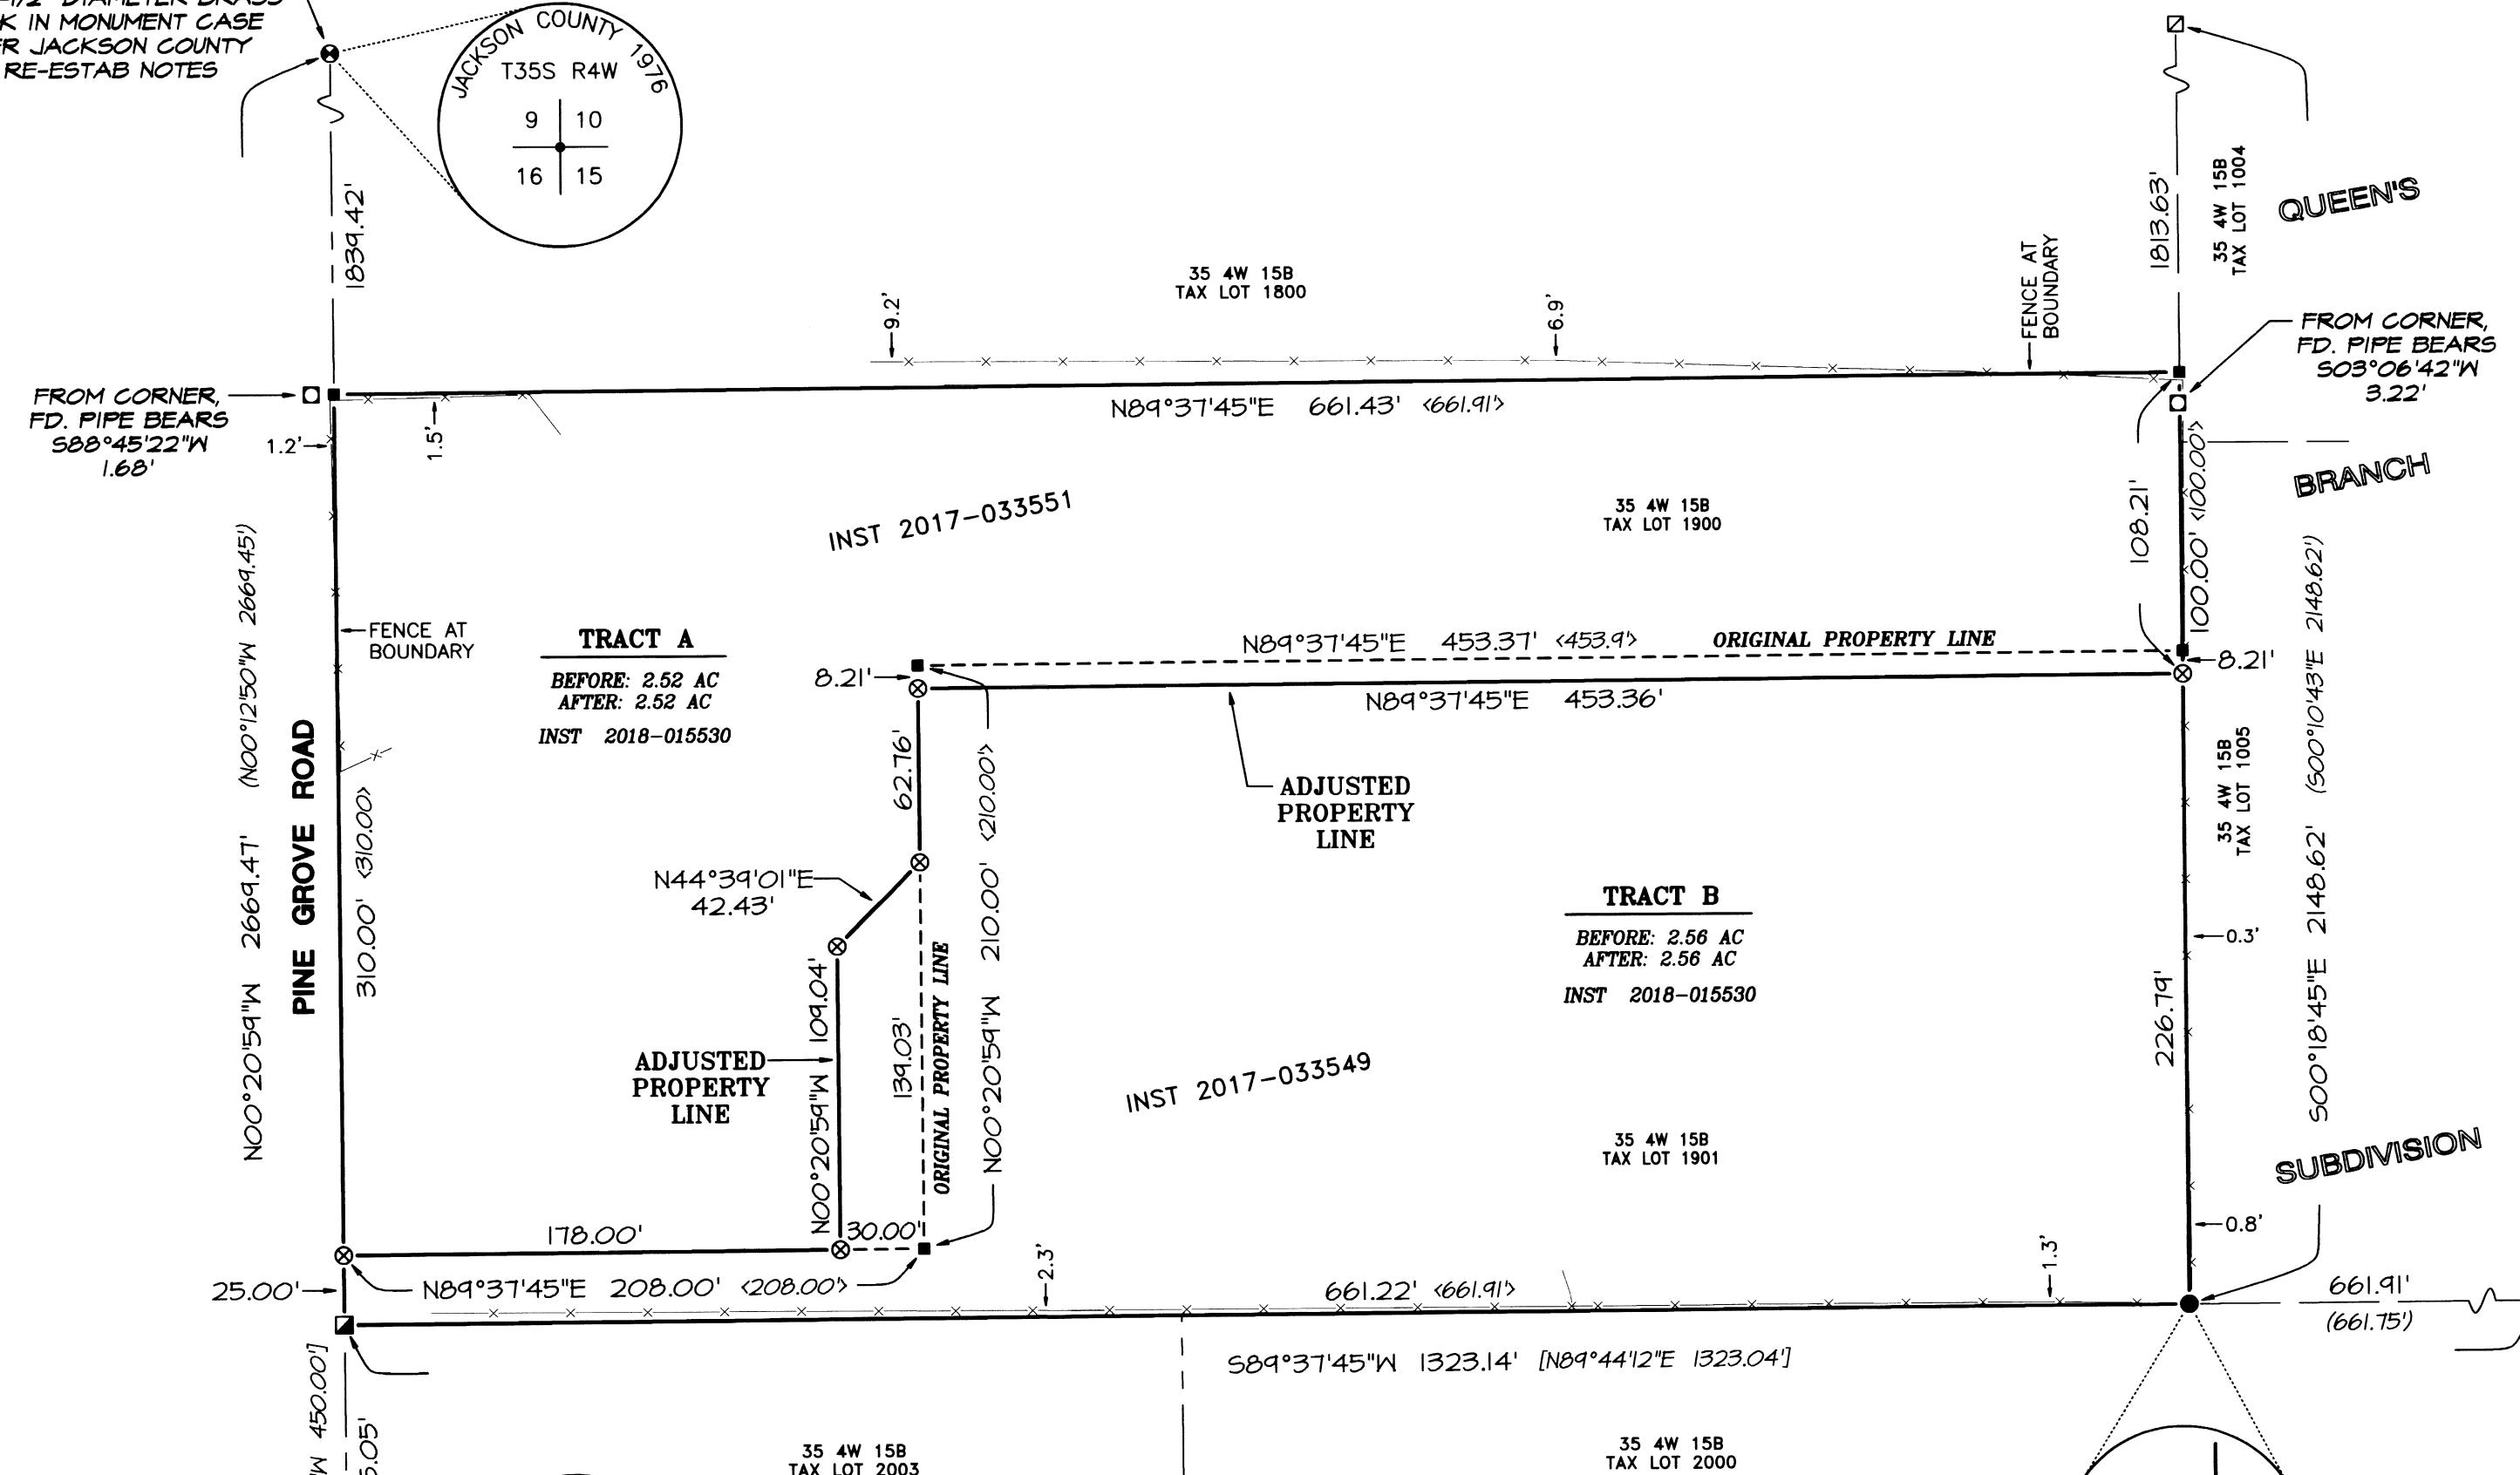 DIAMETER BRASS
IN MONUMENT CASE
JACKSON COUNTY
RE-ESTAB NOTES
JACKSON COUNTY 1976
T35S R4W
9 10
16 15
1839.42'
1813.63'
35 4W 15B
TAX LOT 1004
QUEEN'S
35 4W 15B
TAX LOT 1800
9.2'
6.9'
FENCE AT
BOUNDARY
FROM CORNER,
FD. PIPE BEARS
S03°06'42"W
3.22'
FROM CORNER,
FD. PIPE BEARS
S88°45'22"W
1.68'
1.2'
1.5'
N89°37'45"E 661.43' <661.91'>
BRANCH
INST 2017-033551
35 4W 15B
TAX LOT 1900
108.21'
100.00' <100.00'>
N00°20'59"W 2669.47' (N00°12'50"W 2669.45')
PINE GROVE ROAD
310.00' <310.00'>
FENCE AT
BOUNDARY
TRACT A
BEFORE: 2.52 AC
AFTER: 2.52 AC
INST 2018-015530
8.21'
N89°37'45"E 453.37' <453.9'> ORIGINAL PROPERTY LINE
8.21'
N89°37'45"E 453.36'
62.76'
N00°20'59"W 210.00' <210.00'>
ADJUSTED
PROPERTY
LINE
35 4W 15B
TAX LOT 1005
S00°18'45"E 2148.62' (S00°10'43"E 2148.62')
N44°39'01"E
42.43'
TRACT B
BEFORE: 2.56 AC
AFTER: 2.56 AC
INST 2018-015530
0.3'
226.79'
N00°20'59"W 109.04'
139.03'
ORIGINAL PROPERTY LINE
ADJUSTED
PROPERTY
LINE
INST 2017-033549
35 4W 15B
TAX LOT 1901
SUBDIVISION
0.8'
178.00'
30.00'
25.00'
N89°37'45"E 208.00' <208.00'>
2.3'
661.22' <661.91'>
1.3'
661.91'
(661.75')
S89°37'45"W 1323.14' [N89°44'12"E 1323.04']
450.00']
5.05'
35 4W 15B
TAX LOT 2003
35 4W 15B
TAX LOT 2000